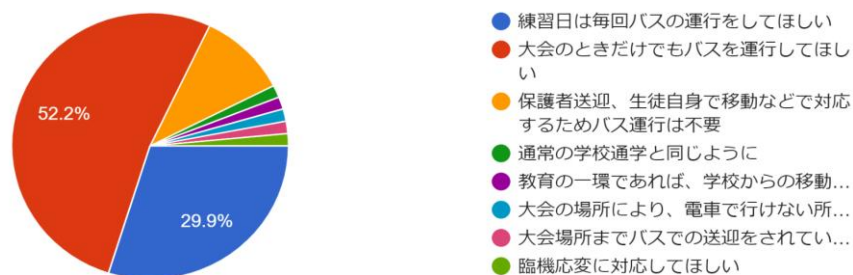 52.2%
29.9%
練習日は毎回バスの運行をしてほしい
大会のときだけでもバスを運行してほし
い
保護者送迎、生徒自身で移動などで対応
するためバス運行は不要
通常の学校通学と同じように
教育の一環であれば、学校からの移動...
大会の場所により、電車で行けない所...
大会場所までバスでの送迎をされてい...
臨機応変に対応してほしい